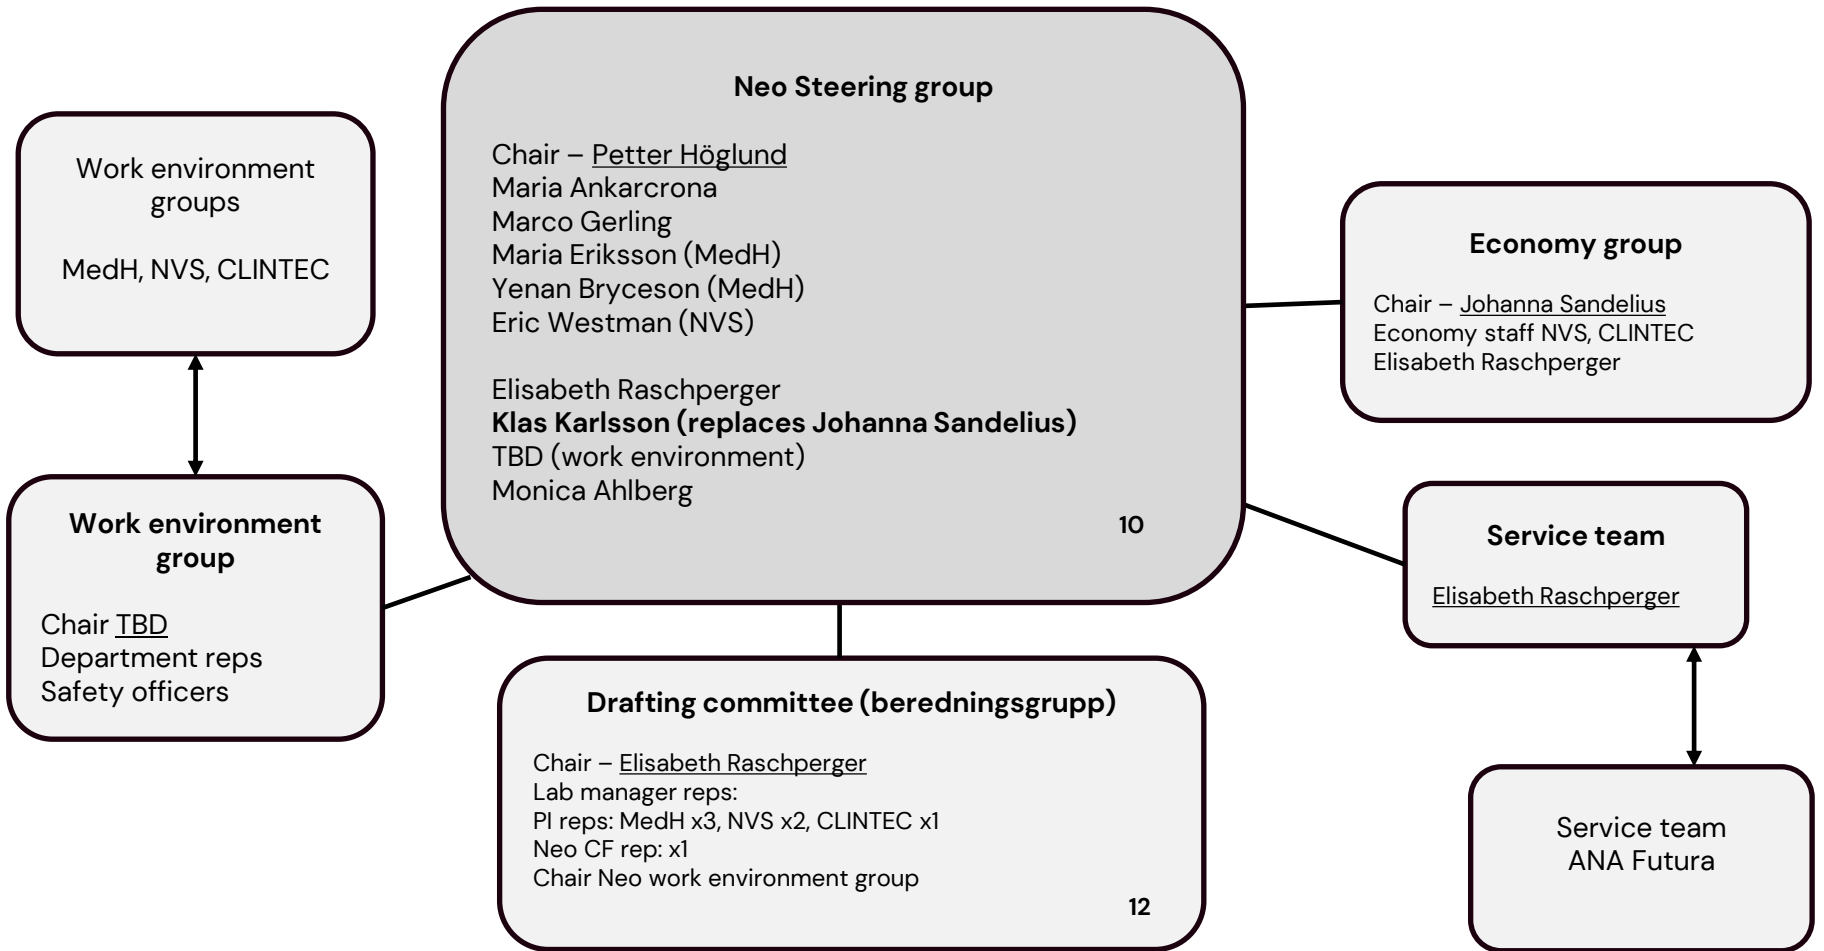 Neo Steering group
Chair – Petter Höglund
Maria Ankarcrona
Marco Gerling
Maria Eriksson (MedH)
Yenan Bryceson (MedH)
Eric Westman (NVS)
Elisabeth Raschperger
Klas Karlsson (replaces Johanna Sandelius)
TBD (work environment)
Monica Ahlberg
10
Work environment
groups
MedH, NVS, CLINTEC
Work environment
group
Chair TBD
Department reps
Safety officers
Economy group
Chair – Johanna Sandelius
Economy staff NVS, CLINTEC
Elisabeth Raschperger
Service team
Elisabeth Raschperger
Drafting committee (beredningsgrupp)
Chair – Elisabeth Raschperger
Lab manager reps:
PI reps: MedH x3, NVS x2, CLINTEC x1
Neo CF rep: x1
Chair Neo work environment group
12
Service team
ANA Futura